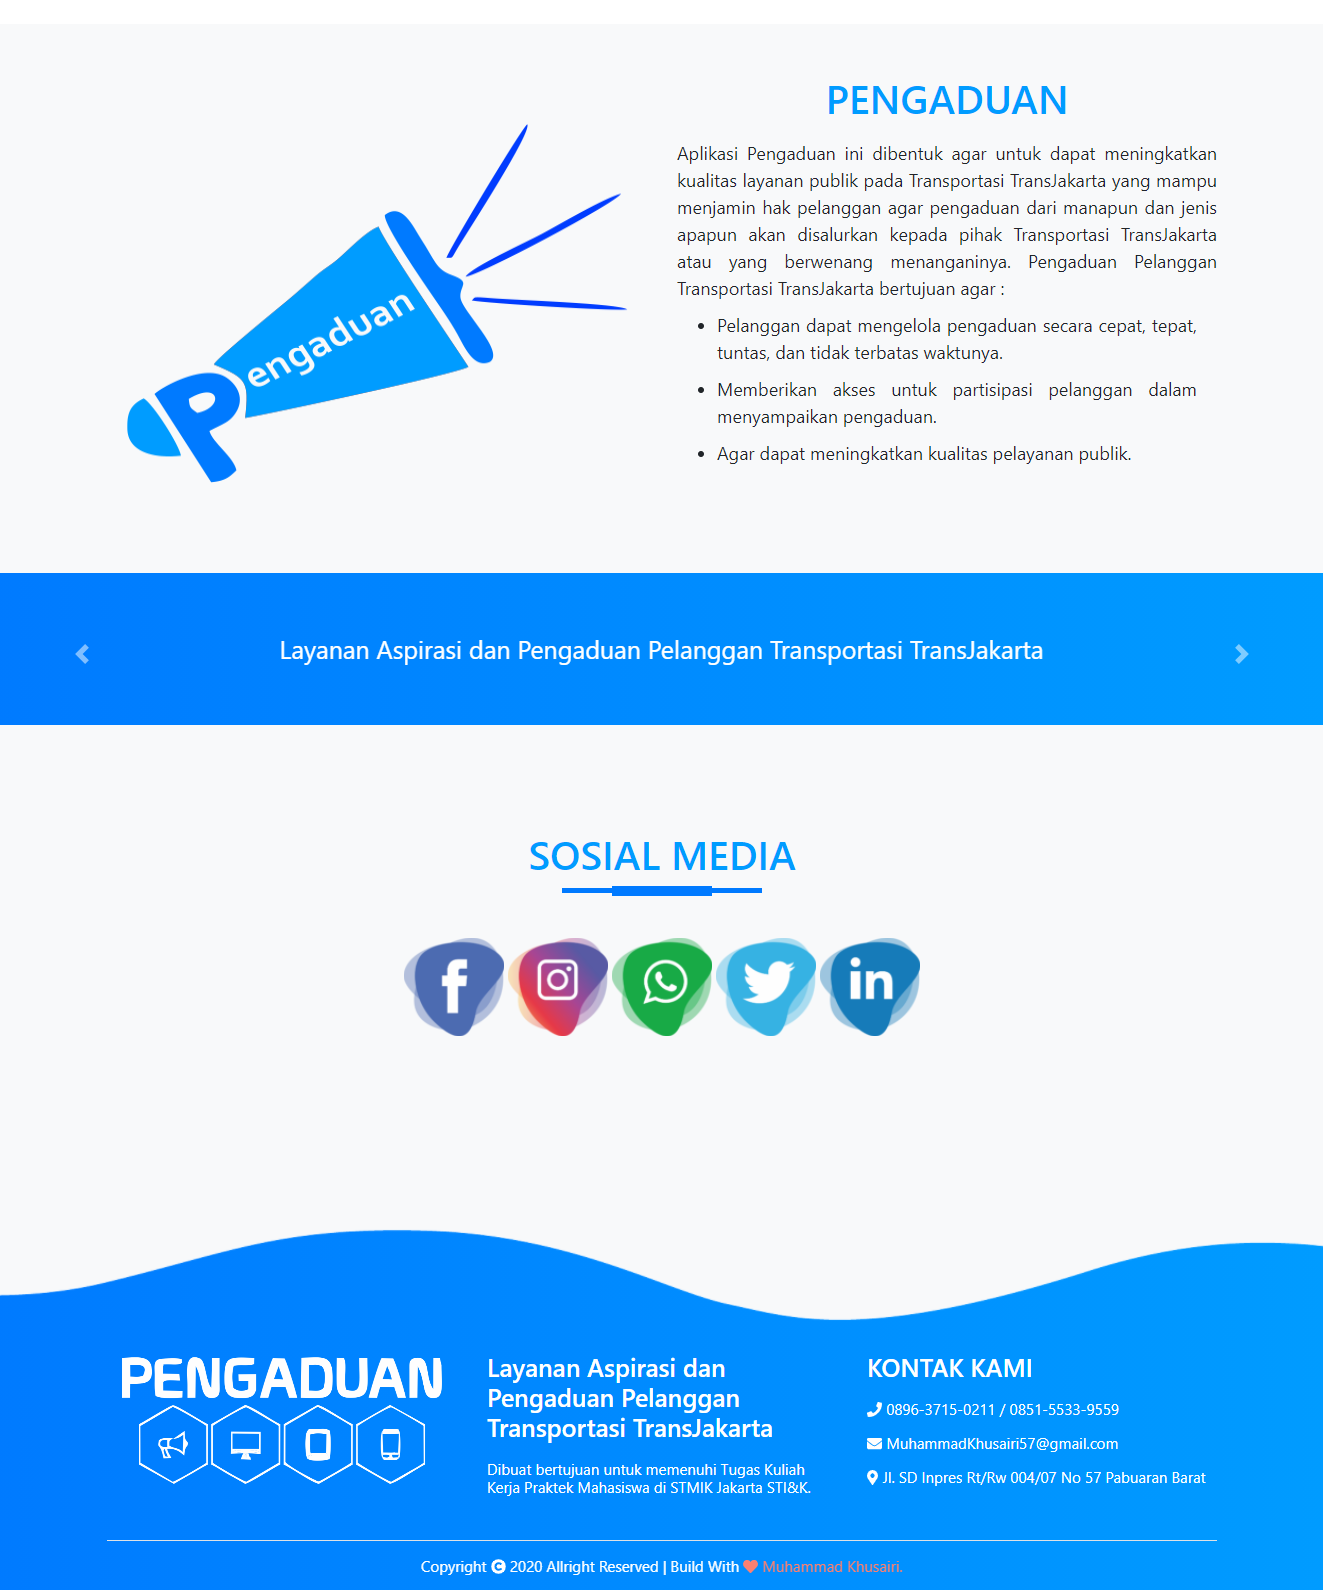 Pengaduan
PENGADUAN
Aplikasi Pengaduan ini dibentuk agar untuk dapat meningkatkan
kualitas layanan publik pada Transportasi TransJakarta yang mampu
menjamin hak pelanggan agar pengaduan dari manapun dan jenis
apapun akan disalurkan kepada pihak Transportasi TransJakarta
atau yang berwenang menanganinya. Pengaduan Pelanggan
Transportasi TransJakarta bertujuan agar :
• Pelanggan dapat mengelola pengaduan secara cepat, tepat,
tuntas, dan tidak terbatas waktunya.
• Memberikan akses untuk partisipasi pelanggan dalam
menyampaikan pengaduan.
• Agar dapat meningkatkan kualitas pelayanan publik.
Layanan Aspirasi dan Pengaduan Pelanggan Transportasi TransJakarta
SOSIAL MEDIA
f
in
PENGADUAN
Layanan Aspirasi dan
Pengaduan Pelanggan
Transportasi TransJakarta
Dibuat bertujuan untuk memenuhi Tugas Kuliah
Kerja Praktek Mahasiswa di STMIK Jakarta STI&K.
KONTAK KAMI
0896-3715-0211 / 0851-5533-9559
MuhammadKhusairi57@gmail.com
Jl. SD Inpres Rt/Rw 004/07 No 57 Pabuaran Barat
Copyright © 2020 Allright Reserved | Build With ♥ Muhammad Khusairi.